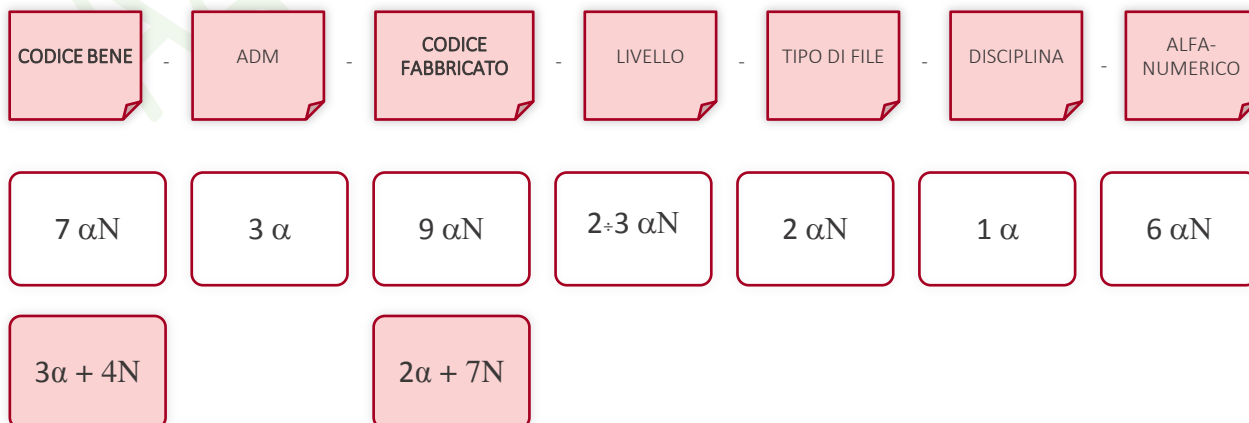 CODICE BENE - ADM - CODICE FABBRICATO - LIVELLO - TIPO DI FILE - DISCIPLINA - ALFA-NUMERICO
7 αN 3 α 9 αN 2÷3 αN 2 αN 1 α 6 αN
3α + 4N 2α + 7N